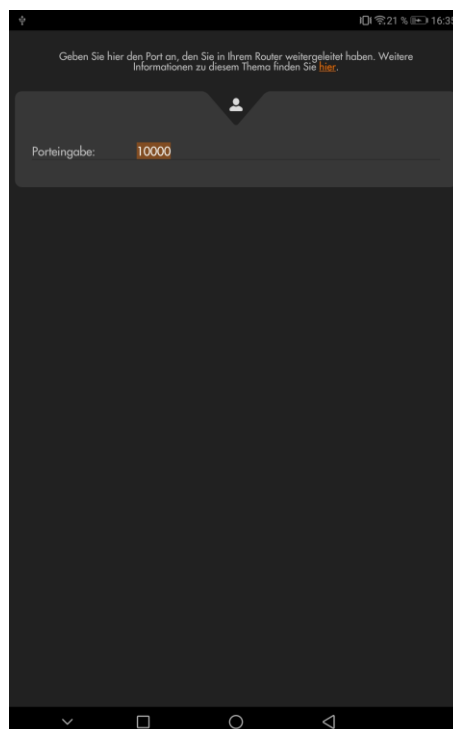 21 % 16:35
Geben Sie hier den Port an, den Sie in Ihrem Router weitergeleitet haben. Weitere
Informationen zu diesem Thema finden Sie hier.
Porteingabe: 10000